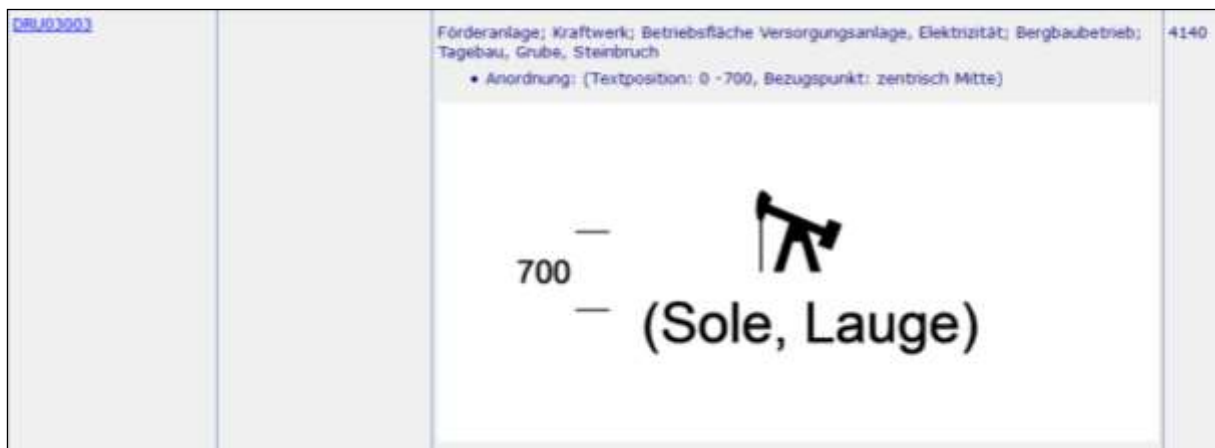 DRU03003
Förderanlage; Kraftwerk; Betriebsfläche Versorgungsanlage, Elektrizität; Bergbaubetrieb;
Tagebau, Grube, Steinbruch
• Anordnung: (Textposition: 0 -700, Bezugspunkt: zentrisch Mitte)
4140
700
(Sole, Lauge)